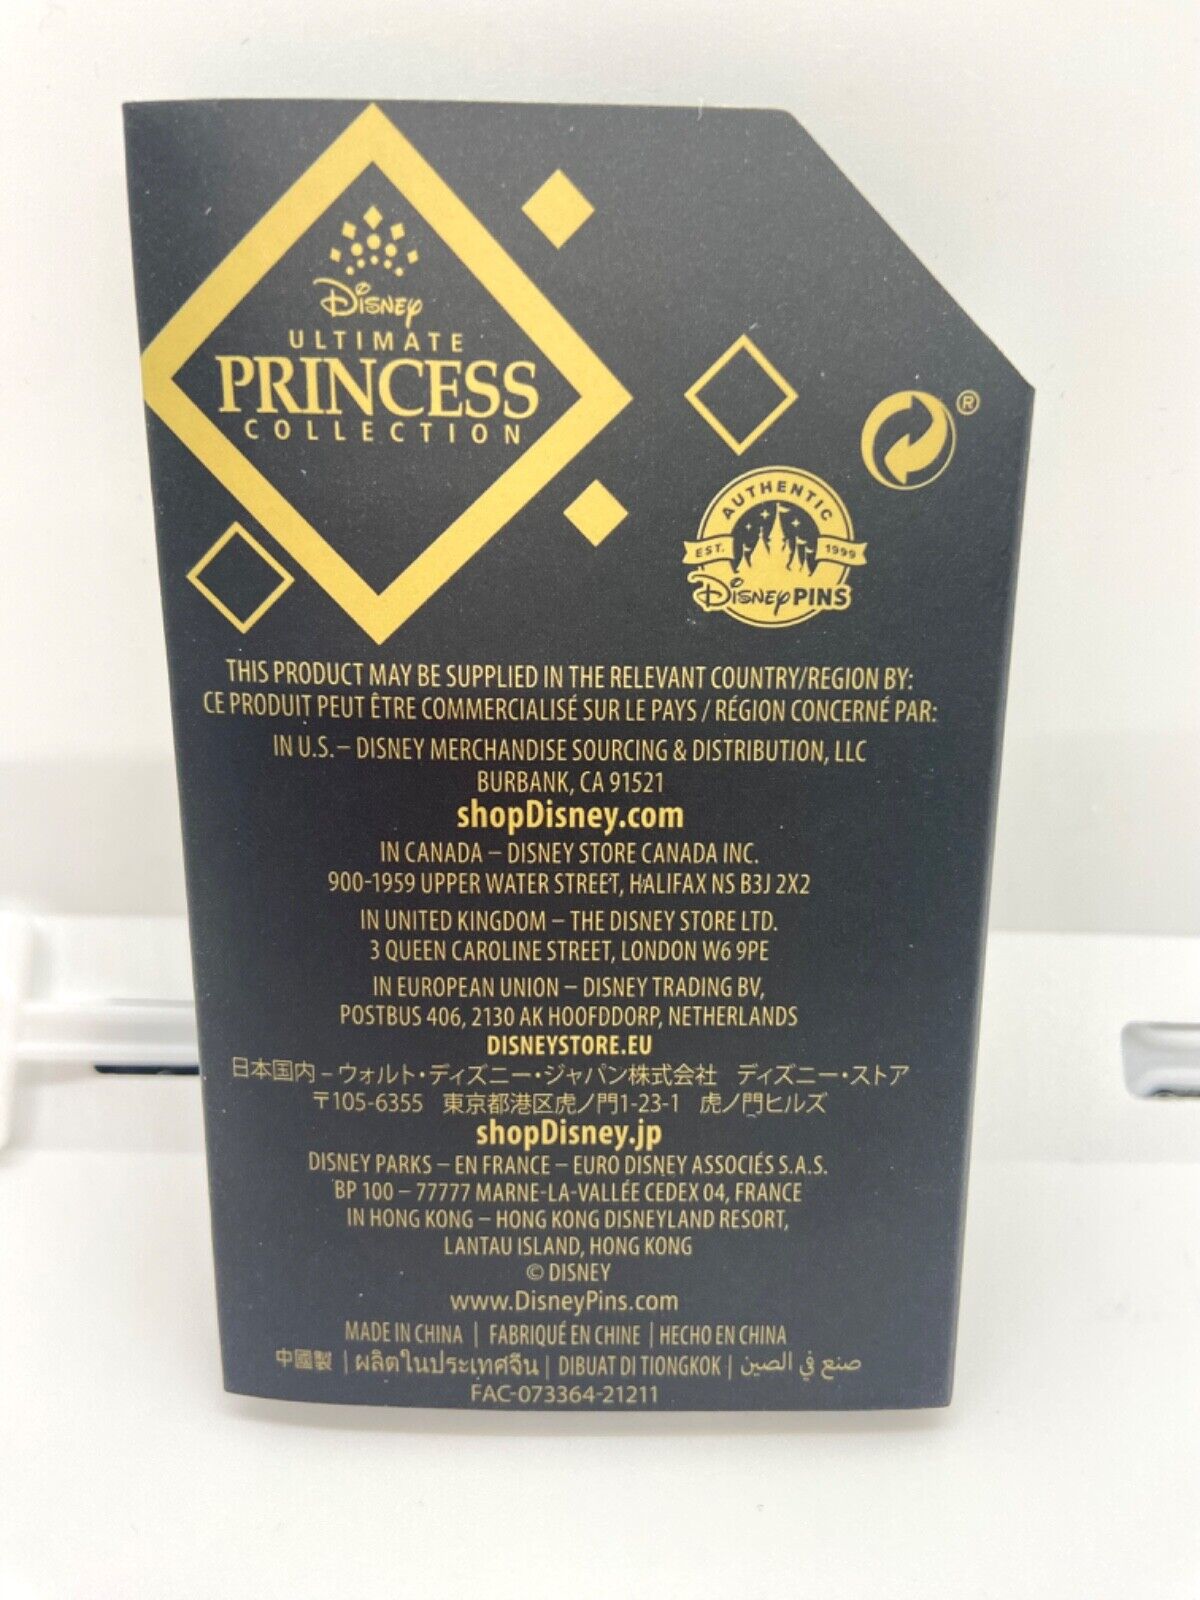 Disney
ULTIMATE
PRINCESS
COLLECTION
®
AUTHENTIC
EST. 1999
Disney PINS
THIS PRODUCT MAY BE SUPPLIED IN THE RELEVANT COUNTRY/REGION BY:
CE PRODUIT PEUT ÊTRE COMMERCIALISÉ SUR LE PAYS / RÉGION CONCERNÉ PAR:
IN U.S. – DISNEY MERCHANDISE SOURCING & DISTRIBUTION, LLC
BURBANK, CA 91521
shopDisney.com
IN CANADA – DISNEY STORE CANADA INC.
900-1959 UPPER WATER STREET, HALIFAX NS B3J 2X2
IN UNITED KINGDOM – THE DISNEY STORE LTD.
3 QUEEN CAROLINE STREET, LONDON W6 9PE
IN EUROPEAN UNION – DISNEY TRADING BV,
POSTBUS 406, 2130 AK HOOFDDORP, NETHERLANDS
DISNEYSTORE.EU
日本国内 – ウォルト・ディズニー・ジャパン株式会社 ディズニー・ストア
〒105-6355 東京都港区虎ノ門1-23-1 虎ノ門ヒルズ
shopDisney.jp
DISNEY PARKS – EN FRANCE – EURO DISNEY ASSOCIÉS S.A.S.
BP 100 – 77777 MARNE-LA-VALLÉE CEDEX 04, FRANCE
IN HONG KONG – HONG KONG DISNEYLAND RESORT,
LANTAU ISLAND, HONG KONG
© DISNEY
www.DisneyPins.com
MADE IN CHINA | FABRIQUÉ EN CHINE | HECHO EN CHINA
中國製 | ผลิตในประเทศจีน | DIBUAT DI TIONGKOK | صنع في الصين
FAC-073364-21211